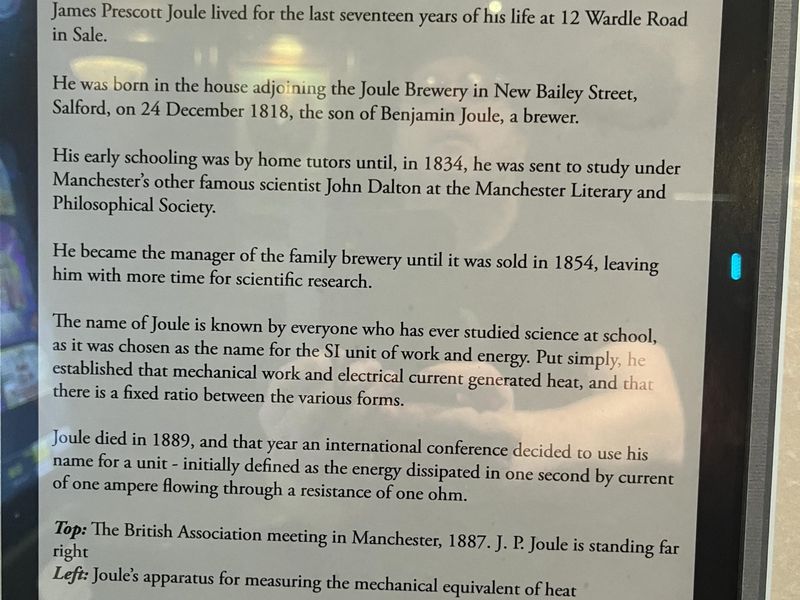 James Prescott Joule lived for the last seventeen years of his life at 12 Wardle Road
in Sale.
He was born in the house adjoining the Joule Brewery in New Bailey Street,
Salford, on 24 December 1818, the son of Benjamin Joule, a brewer.
His early schooling was by home tutors until, in 1834, he was sent to study under
Manchester's other famous scientist John Dalton at the Manchester Literary and
Philosophical Society.
He became the manager of the family brewery until it was sold in 1854, leaving
him with more time for scientific research.
The name of Joule is known by everyone who has ever studied science at school,
as it was chosen as the name for the SI unit of work and energy. Put simply, he
established that mechanical work and electrical current generated heat, and that
there is a fixed ratio between the various forms.
Joule died in 1889, and that year an international conference decided to use his
name for a unit - initially defined as the energy dissipated in one second by current
of one ampere flowing through a resistance of one ohm.
Top: The British Association meeting in Manchester, 1887. J. P. Joule is standing far
right
Left: Joule's apparatus for measuring the mechanical equivalent of heat